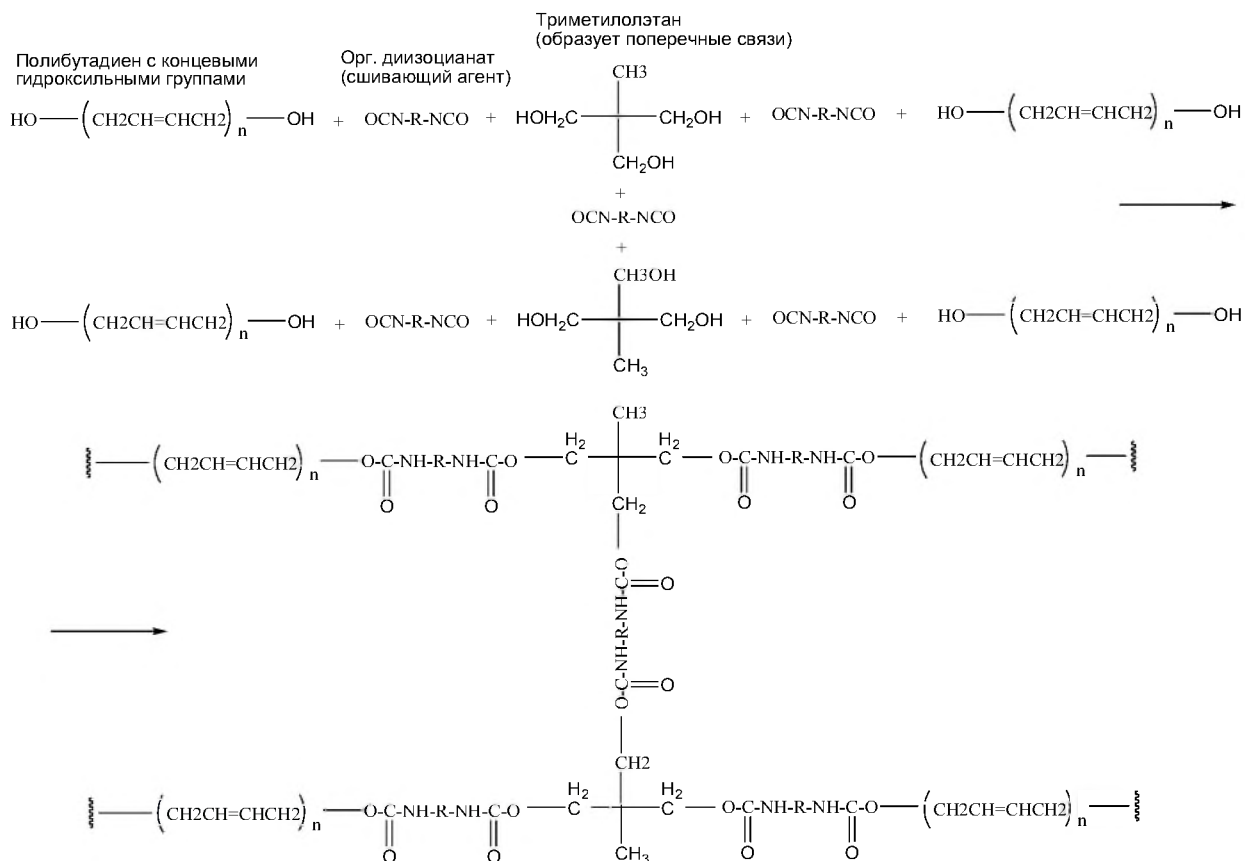 Триметилолэтан
(образует поперечные связи)
Полибутадиен с концевыми
гидроксильными группами
Орг. диизоцианат
(сшивающий агент)
CH3
HO (CH2CH=CHCH2)n OH + OCN-R-NCO + HOH2C CH2OH + OCN-R-NCO + HO (CH2CH=CHCH2)n OH
CH2OH
+
OCN-R-NCO
+
CH3OH
HO (CH2CH=CHCH2)n OH + OCN-R-NCO + HOH2C CH2OH + OCN-R-NCO + HO (CH2CH=CHCH2)n OH
CH3
CH3
(CH2CH=CHCH2)n O-C-NH-R-NH-C-O C H2 C H2 O-C-NH-R-NH-C-O (CH2CH=CHCH2)n
O O CH2 O O
O-C-NH-R-NH-C-O
O
O
CH2
(CH2CH=CHCH2)n O-C-NH-R-NH-C-O C H2 C H2 O-C-NH-R-NH-C-O (CH2CH=CHCH2)n
O O CH3 O O